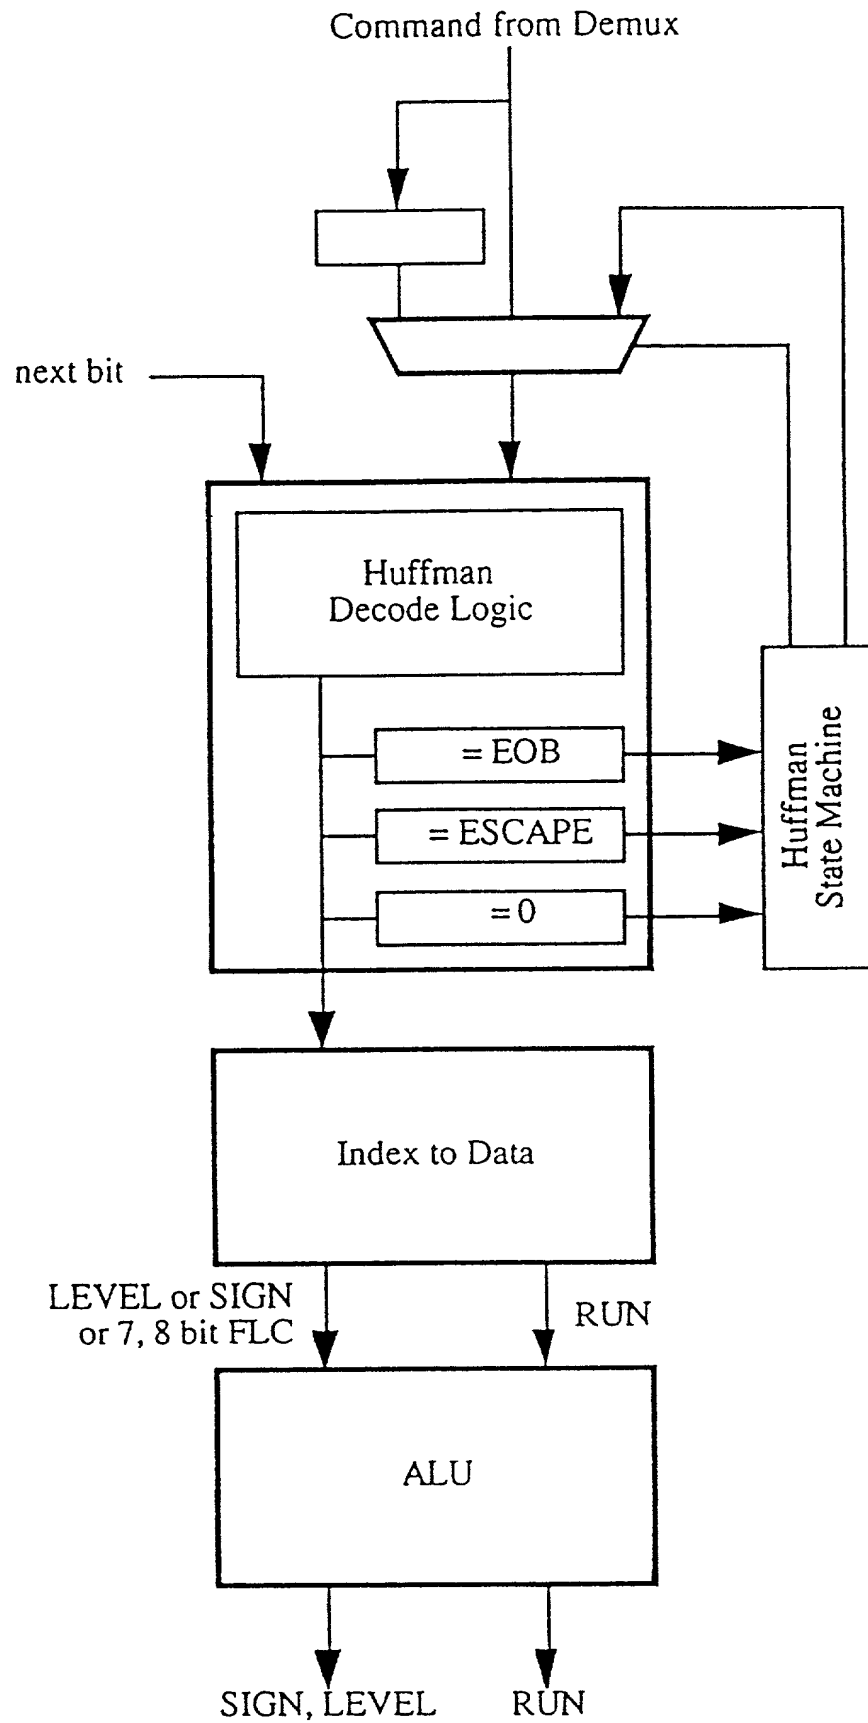 Command from Demux
next bit
Huffman
Decode Logic
= EOB
= ESCAPE
= 0
Huffman
State Machine
Index to Data
LEVEL or SIGN
or 7, 8 bit FLC
RUN
ALU
SIGN, LEVEL
RUN